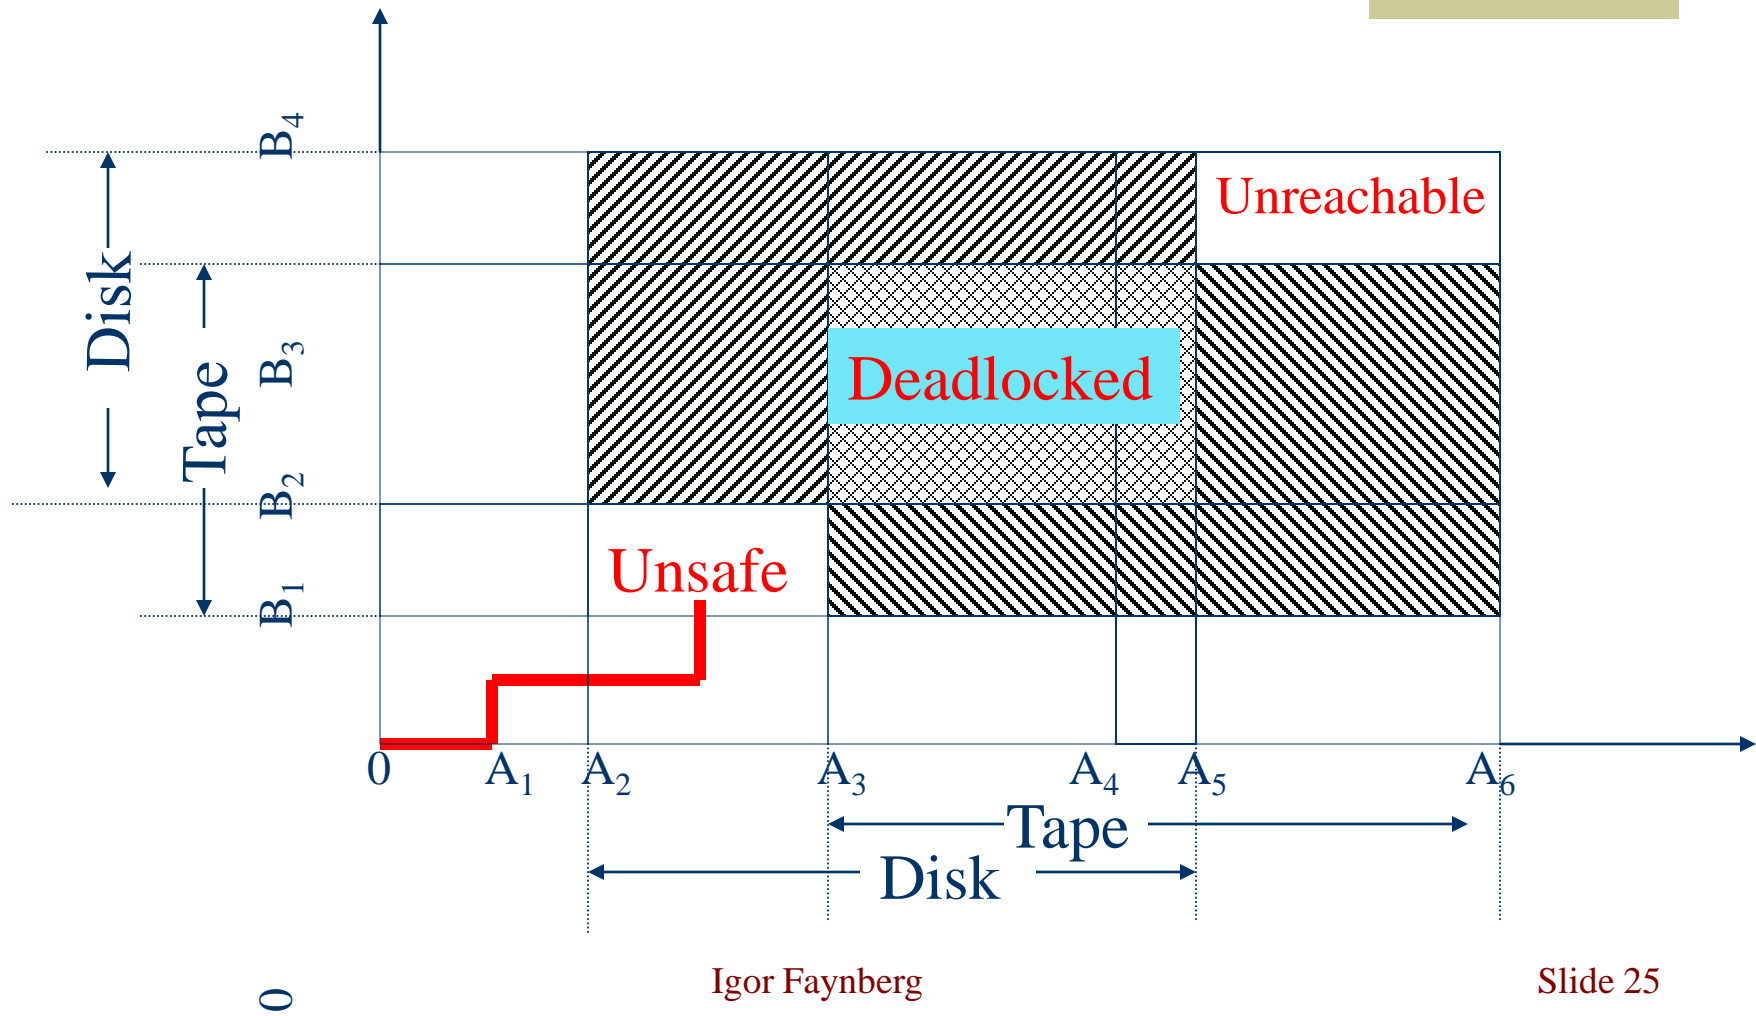 B₄
Unreachable
Disk
B₃
Deadlocked
Tape
B₂
Unsafe
B₁
0 A₁ A₂ A₃ A₄ A₅ A₆
Tape
Disk
0
Igor Faynberg
Slide 25